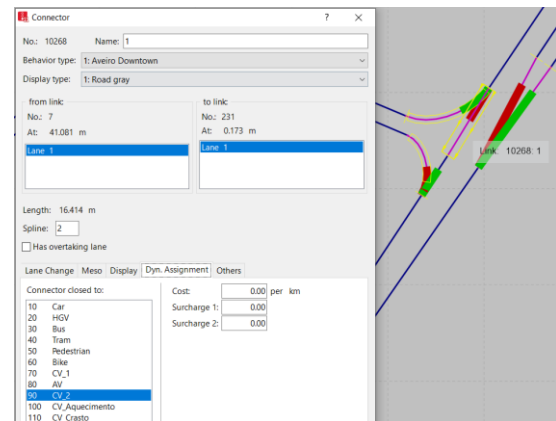 Connector ? ×
No.: 10268 Name: 1
Behavior type: 1: Aveiro Downtown
Display type: 1: Road gray
from link:
No.: 7
At: 41.081 m
Lane 1
to link:
No.: 231
At: 0.173 m
Lane 1
Length: 16.414 m
Spline: 2
Has overtaking lane
Lane Change Meso Display Dyn. Assignment Others
Connector closed to:
10 Car
20 HGV
30 Bus
40 Tram
50 Pedestrian
60 Bike
70 CV_1
80 AV
90 CV_2
100 CV_Aquecimento
110 CV_Crasto
Cost: 0.00 per km
Surcharge 1: 0.00
Surcharge 2: 0.00
Link: 10268: 1